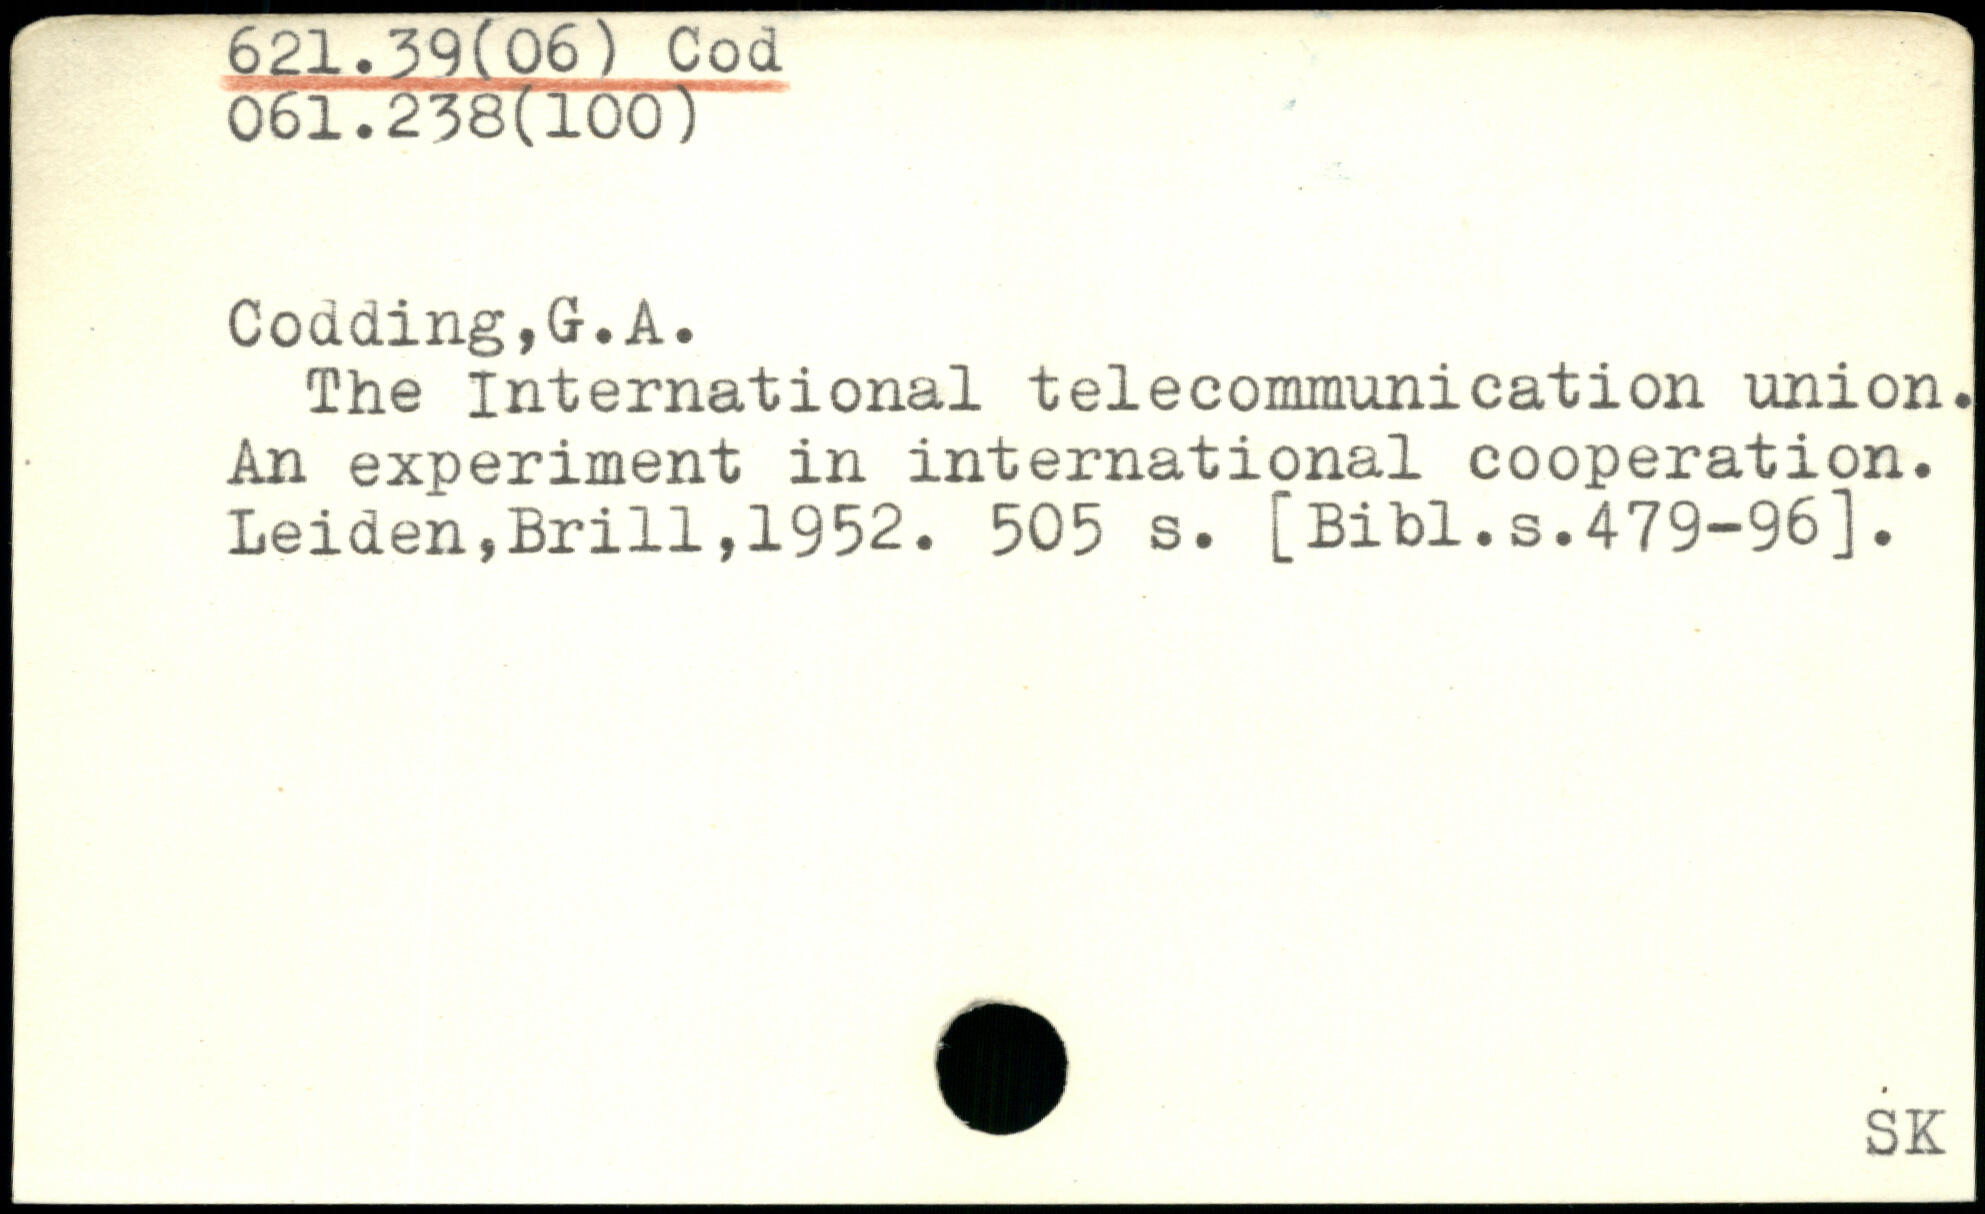 621.39(06) Cod
061.238(100)
Codding,G.A.
The International telecommunication union.
An experiment in international cooperation.
Leiden,Brill,1952. 505 s. [Bibl.s.479-96].
SK